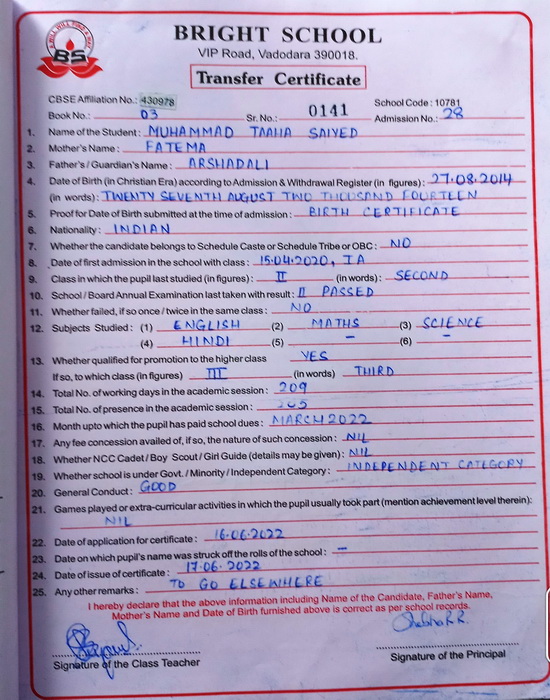 BS
BRIGHT SCHOOL
VIP Road, Vadodara 390018.
Transfer Certificate
CBSE Affiliation No.: 430978 School Code : 10781
Book No.: 03 Sr. No.: 0141 Admission No.: 28
1. Name of the Student : MUHAMMAD TAAHA SAIYED
2. Mother's Name : FATEMA
3. Father's / Guardian's Name : ARSHADALI
4. Date of Birth (in Christian Era) according to Admission & Withdrawal Register (in figures) : 27.08.2014
(in words) : TWENTY SEVENTH AUGUST TWO THOUSAND FOURTEEN
5. Proof for Date of Birth submitted at the time of admission : BIRTH CERTIFICATE
6. Nationality : INDIAN
7. Whether the candidate belongs to Schedule Caste or Schedule Tribe or OBC : NO
8. Date of first admission in the school with class : 15.04.2020, IA
9. Class in which the pupil last studied (in figures) : II (in words) : SECOND
10. School / Board Annual Examination last taken with result : II PASSED
11. Whether failed, if so once / twice in the same class : NO
12. Subjects Studied : (1) ENGLISH (2) MATHS (3) SCIENCE
(4) HINDI (5) – (6) –
13. Whether qualified for promotion to the higher class YES
If so, to which class (in figures) III (in words) THIRD
14. Total No. of working days in the academic session : 209
15. Total No. of presence in the academic session :
16. Month upto which the pupil has paid school dues : MARCH 2022
17. Any fee concession availed of, if so, the nature of such concession : NIL
18. Whether NCC Cadet / Boy Scout / Girl Guide (details may be given) : NIL
19. Whether school is under Govt. / Minority / Independent Category : INDEPENDENT CATEGORY
20. General Conduct : GOOD
21. Games played or extra-curricular activities in which the pupil usually took part (mention achievement level therein) :
NIL
22. Date of application for certificate : 16.06.2022
23. Date on which pupil's name was struck off the rolls of the school : –
24. Date of issue of certificate : 17.06.2022
25. Any other remarks : TO GO ELSEWHERE
I hereby declare that the above information including Name of the Candidate, Father's Name,
Mother's Name and Date of Birth furnished above is correct as per school records.
Signature of the Class Teacher Signature of the Principal